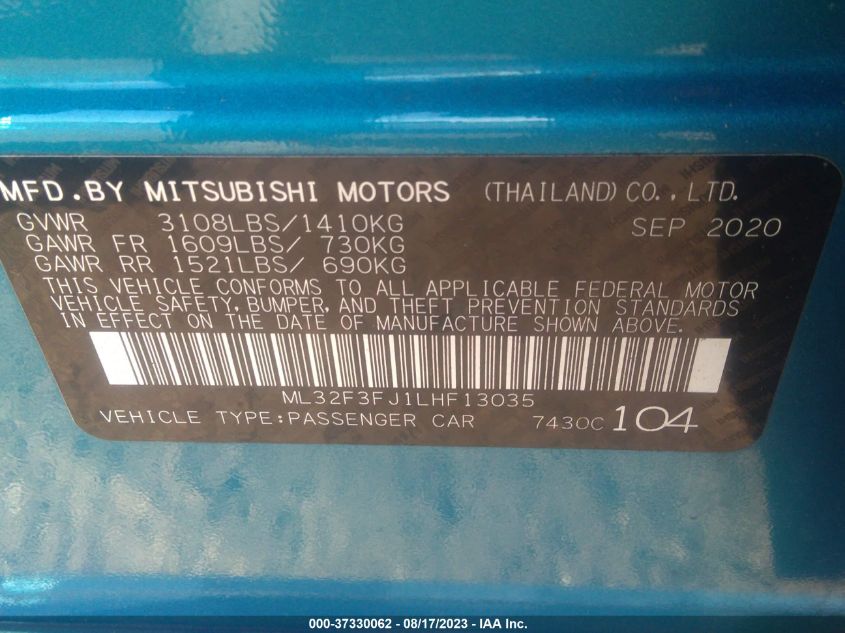 MFD.BY MITSUBISHI MOTORS (THAILAND) CO.,LTD.
GVWR 3108LBS/1410KG SEP 2020
GAWR FR 1609LBS/ 730KG
GAWR RR 1521LBS/ 690KG
THIS VEHICLE CONFORMS TO ALL APPLICABLE FEDERAL MOTOR
VEHICLE SAFETY, BUMPER, AND THEFT PREVENTION STANDARDS
IN EFFECT ON THE DATE OF MANUFACTURE SHOWN ABOVE.
ML32F3FJ1LHF13035
VEHICLE TYPE:PASSENGER CAR 7430C 104
000-37330062 - 08/17/2023 - IAA Inc.